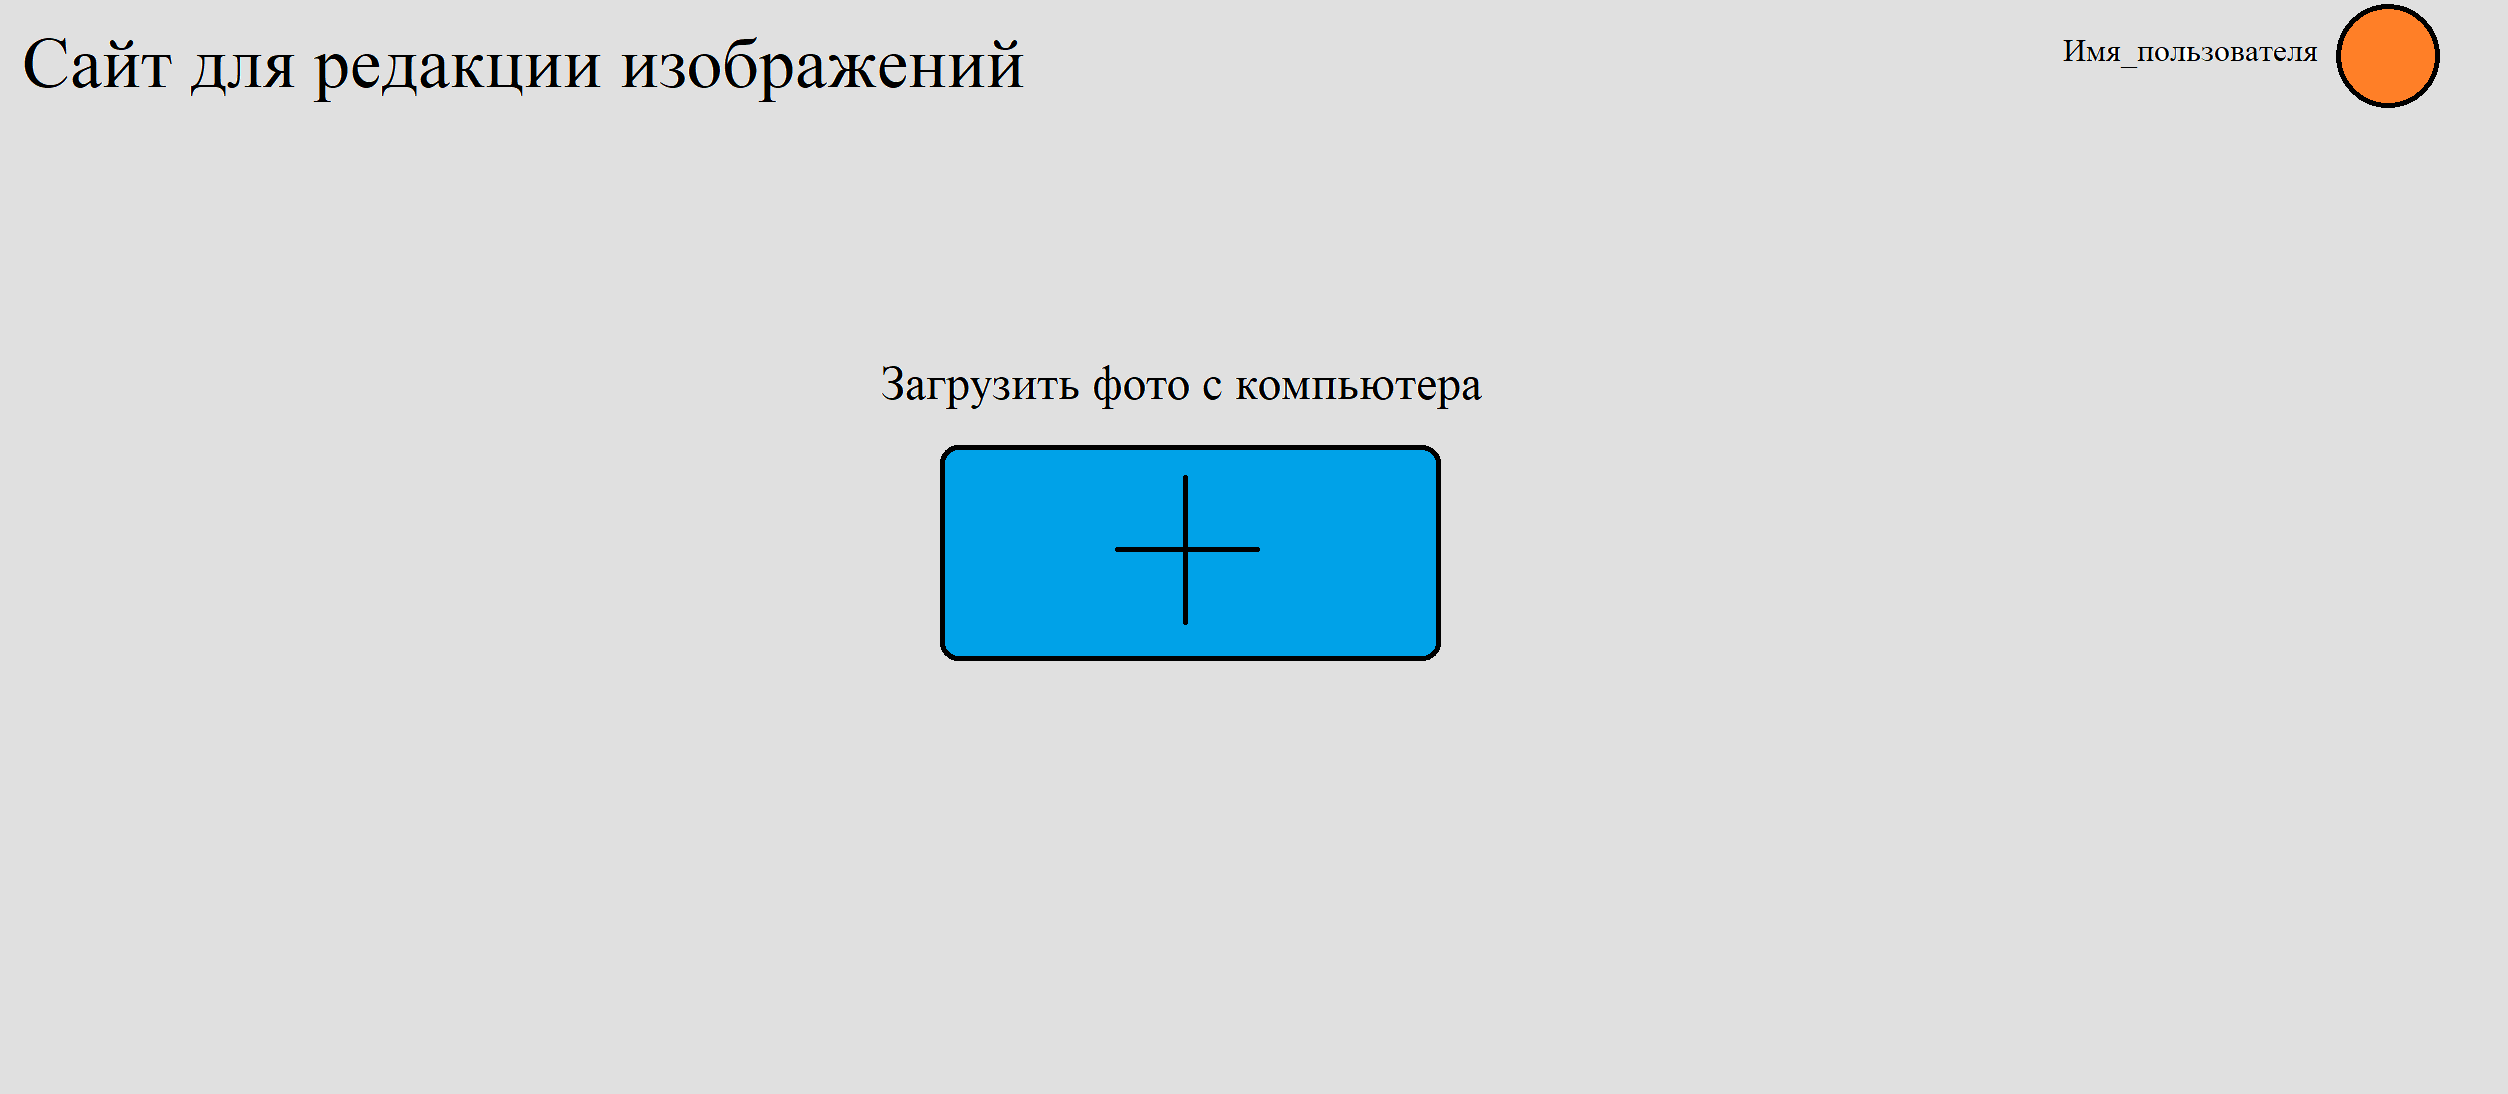 Сайт для редакции изображений
Имя_пользователя
Загрузить фото с компьютера